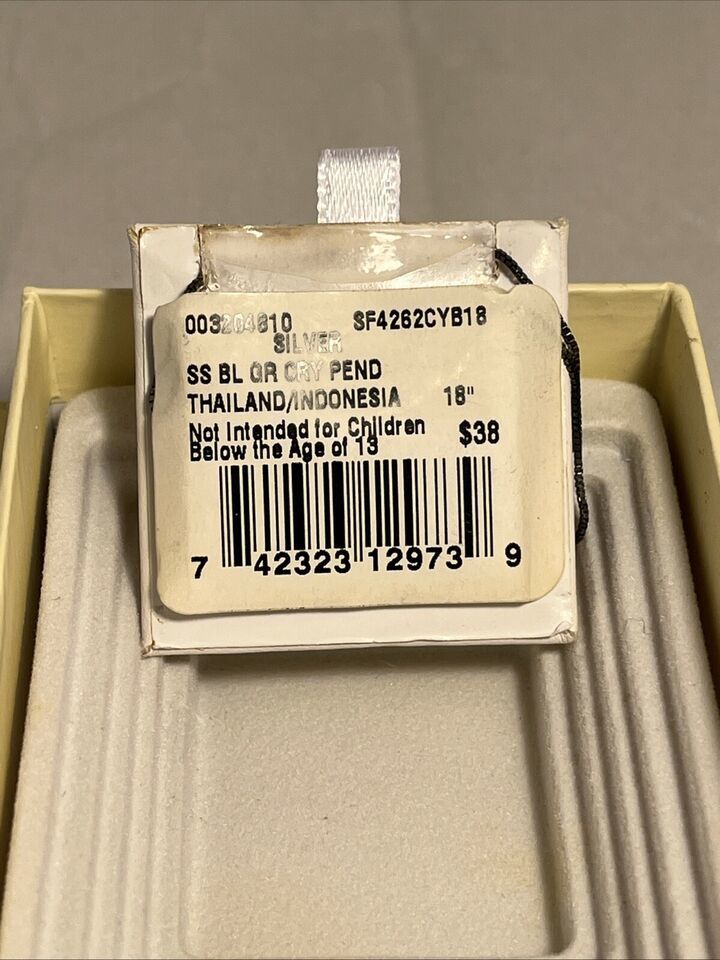 003204810 SF4262CYB18
SILVER
SS BL GR CRY PEND
THAILAND/INDONESIA 18"
Not Intended for Children
Below the Age of 13 $38
7 42323 12973 9